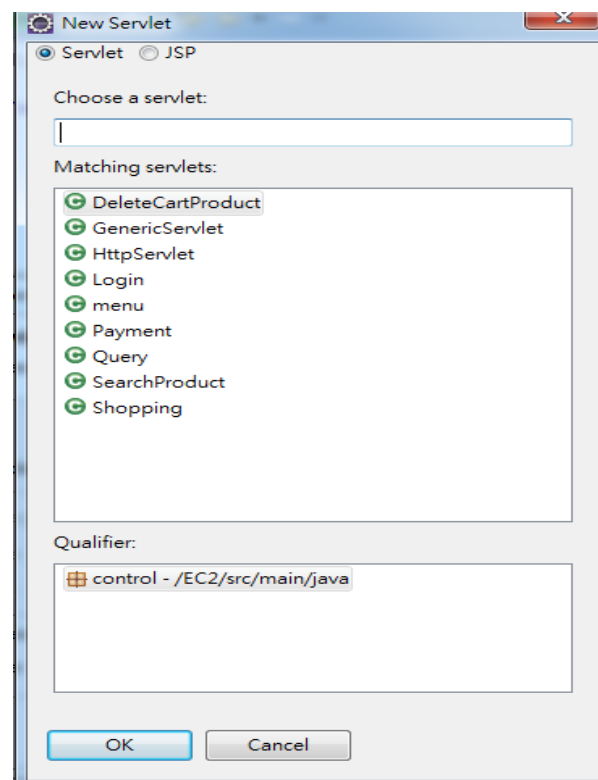 New Servlet
Servlet JSP
Choose a servlet:
Matching servlets:
DeleteCartProduct
GenericServlet
HttpServlet
Login
menu
Payment
Query
SearchProduct
Shopping
Qualifier:
control - /EC2/src/main/java
OK Cancel